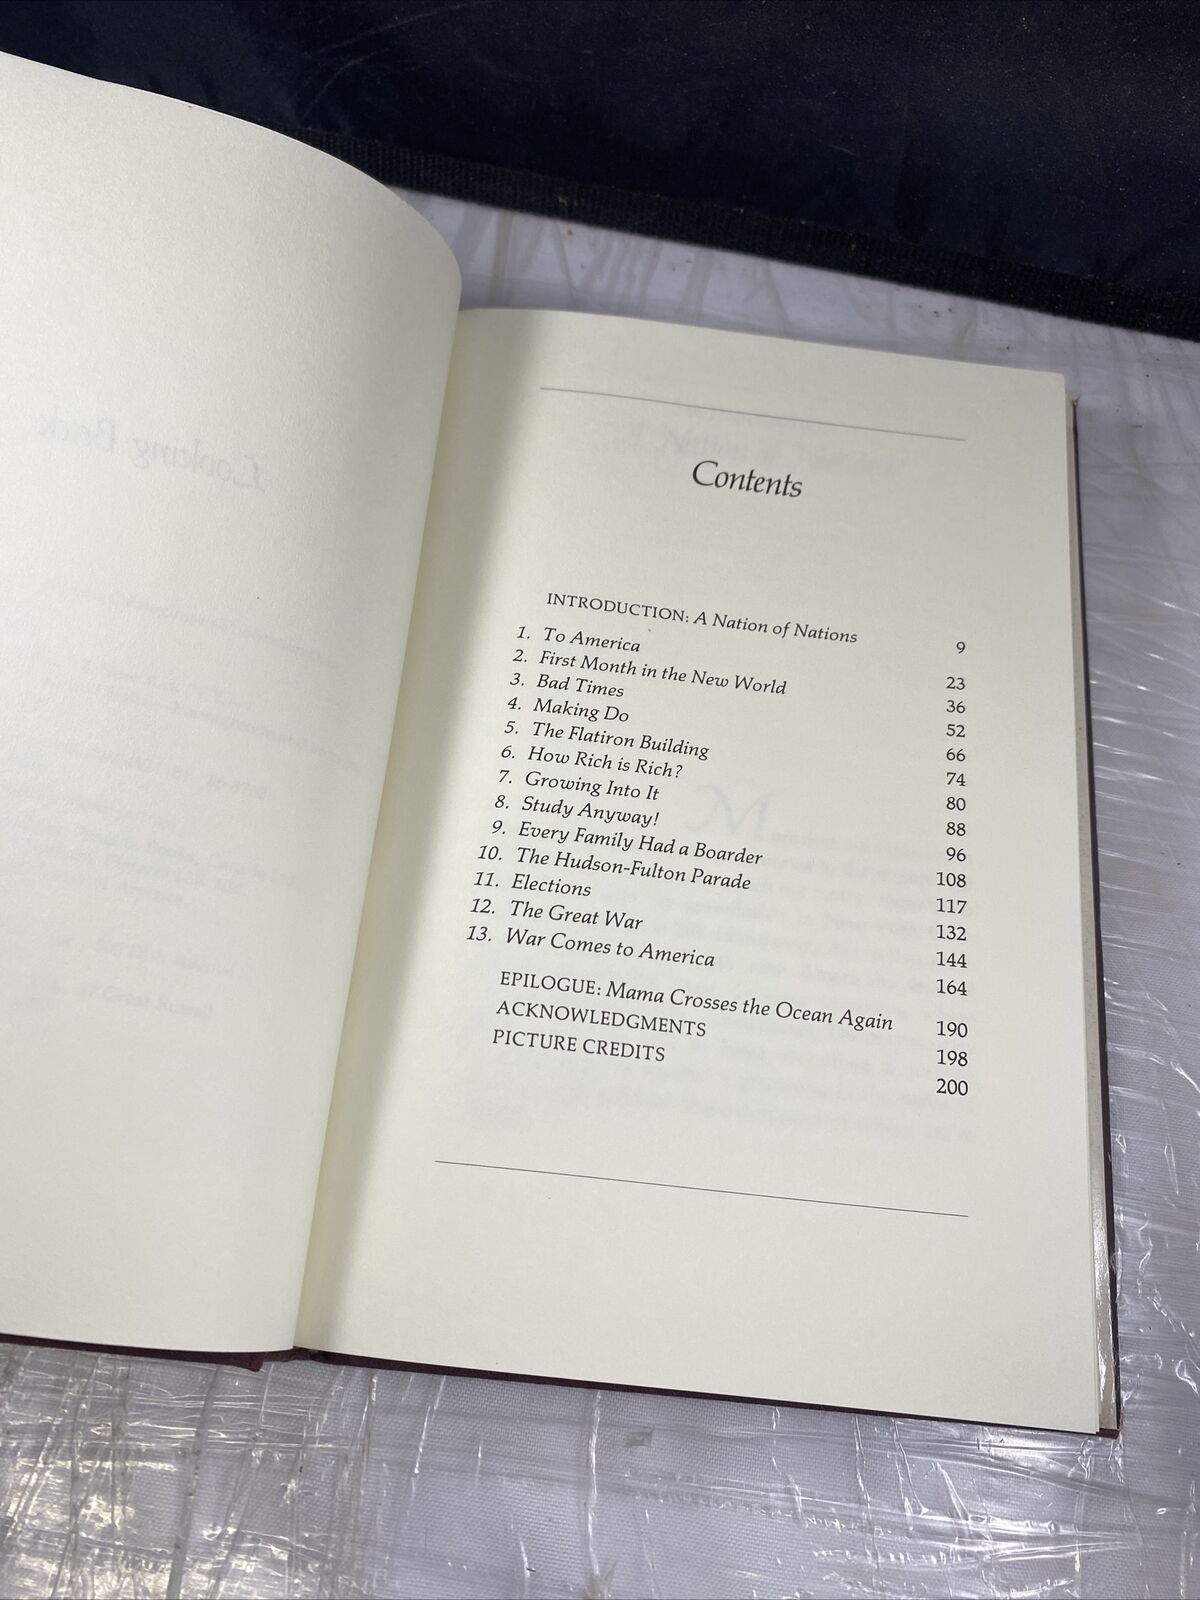 Looking Back
Contents
INTRODUCTION: A Nation of Nations 9
1. To America 23
2. First Month in the New World 36
3. Bad Times 52
4. Making Do 66
5. The Flatiron Building 74
6. How Rich is Rich? 80
7. Growing Into It 88
8. Study Anyway! 96
9. Every Family Had a Boarder 108
10. The Hudson-Fulton Parade 117
11. Elections 132
12. The Great War 144
13. War Comes to America 164
EPILOGUE: Mama Crosses the Ocean Again 190
ACKNOWLEDGMENTS 198
PICTURE CREDITS 200